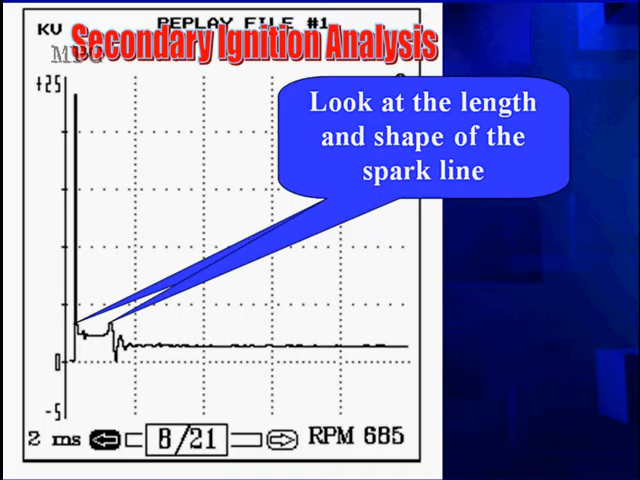 KV REPLAY FILE #1
Secondary Ignition Analysis
+25
Look at the length
and shape of the
spark line
0
-5
2 ms 8/21 RPM 685